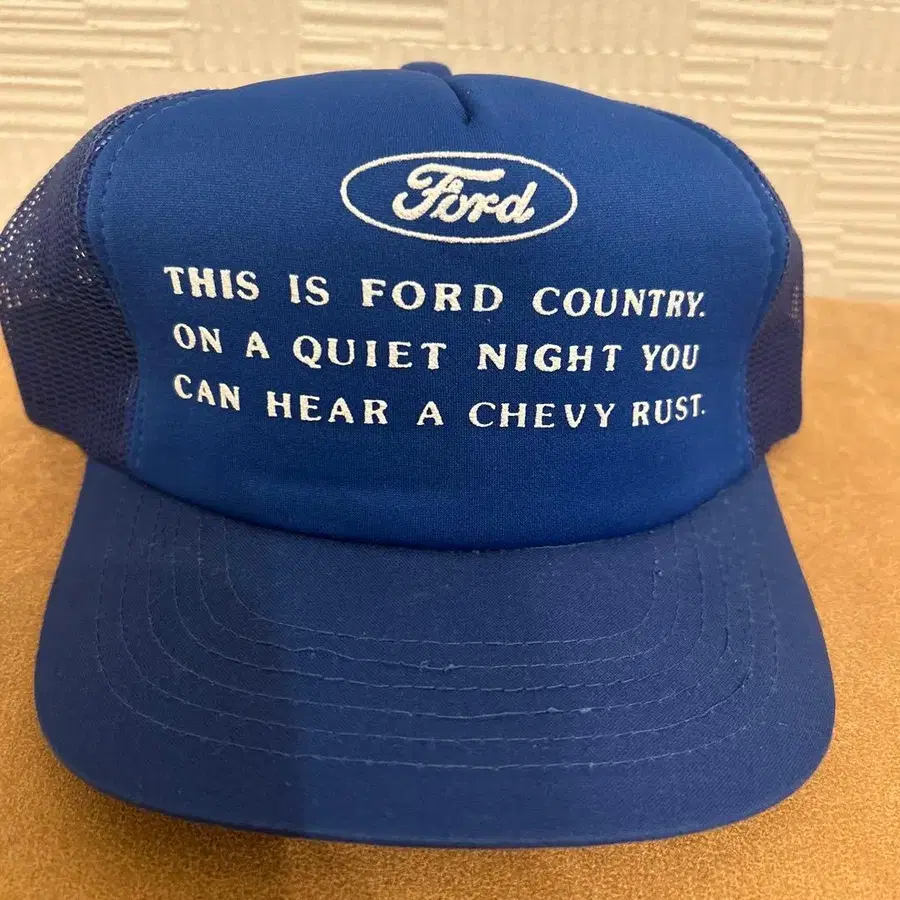 Ford
THIS IS FORD COUNTRY.
ON A QUIET NIGHT YOU
CAN HEAR A CHEVY RUST.